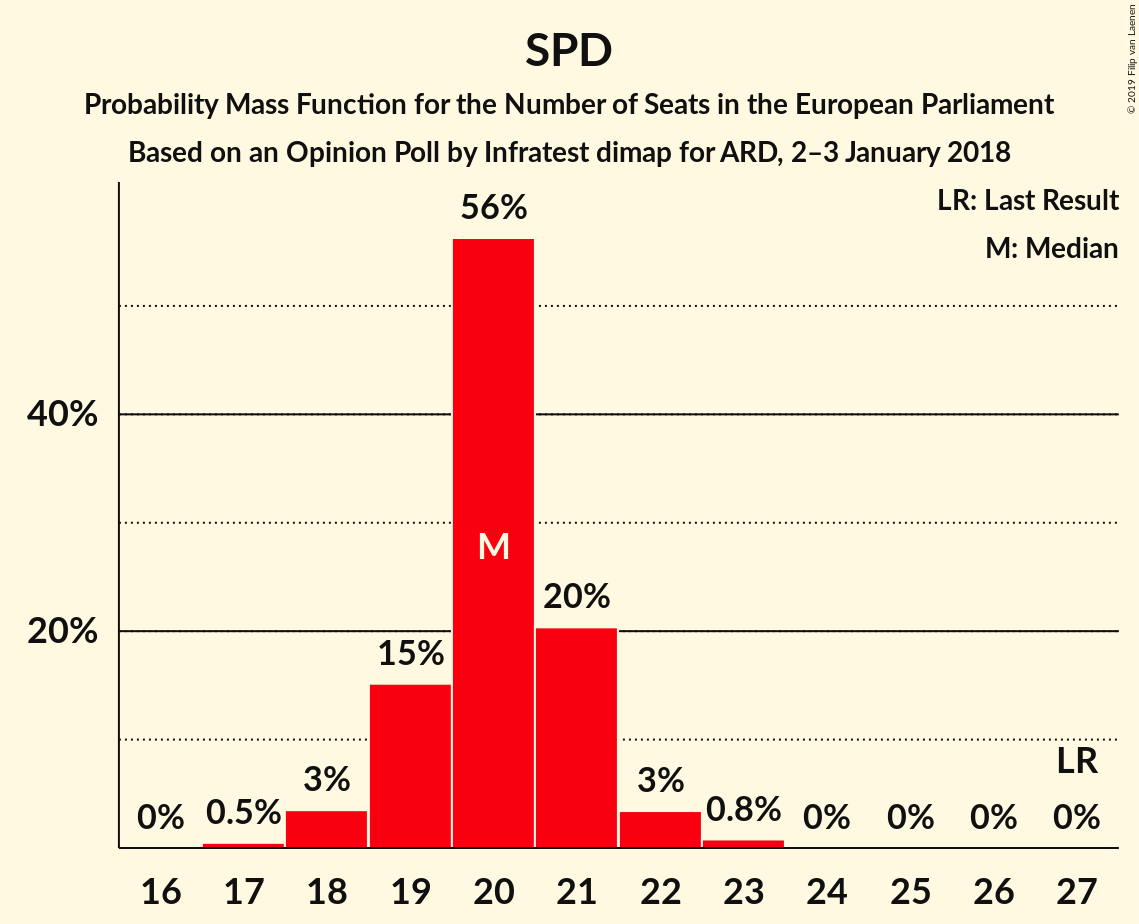 SPD
Probability Mass Function for the Number of Seats in the European Parliament
Based on an Opinion Poll by Infratest dimap for ARD, 2–3 January 2018
© 2019 Filip van Laenen
LR: Last Result
M: Median
56%
40%
M
20%
20%
15%
LR
3%
3%
0%
0.5%
0.8%
0%
0%
0%
0%
16 17 18 19 20 21 22 23 24 25 26 27